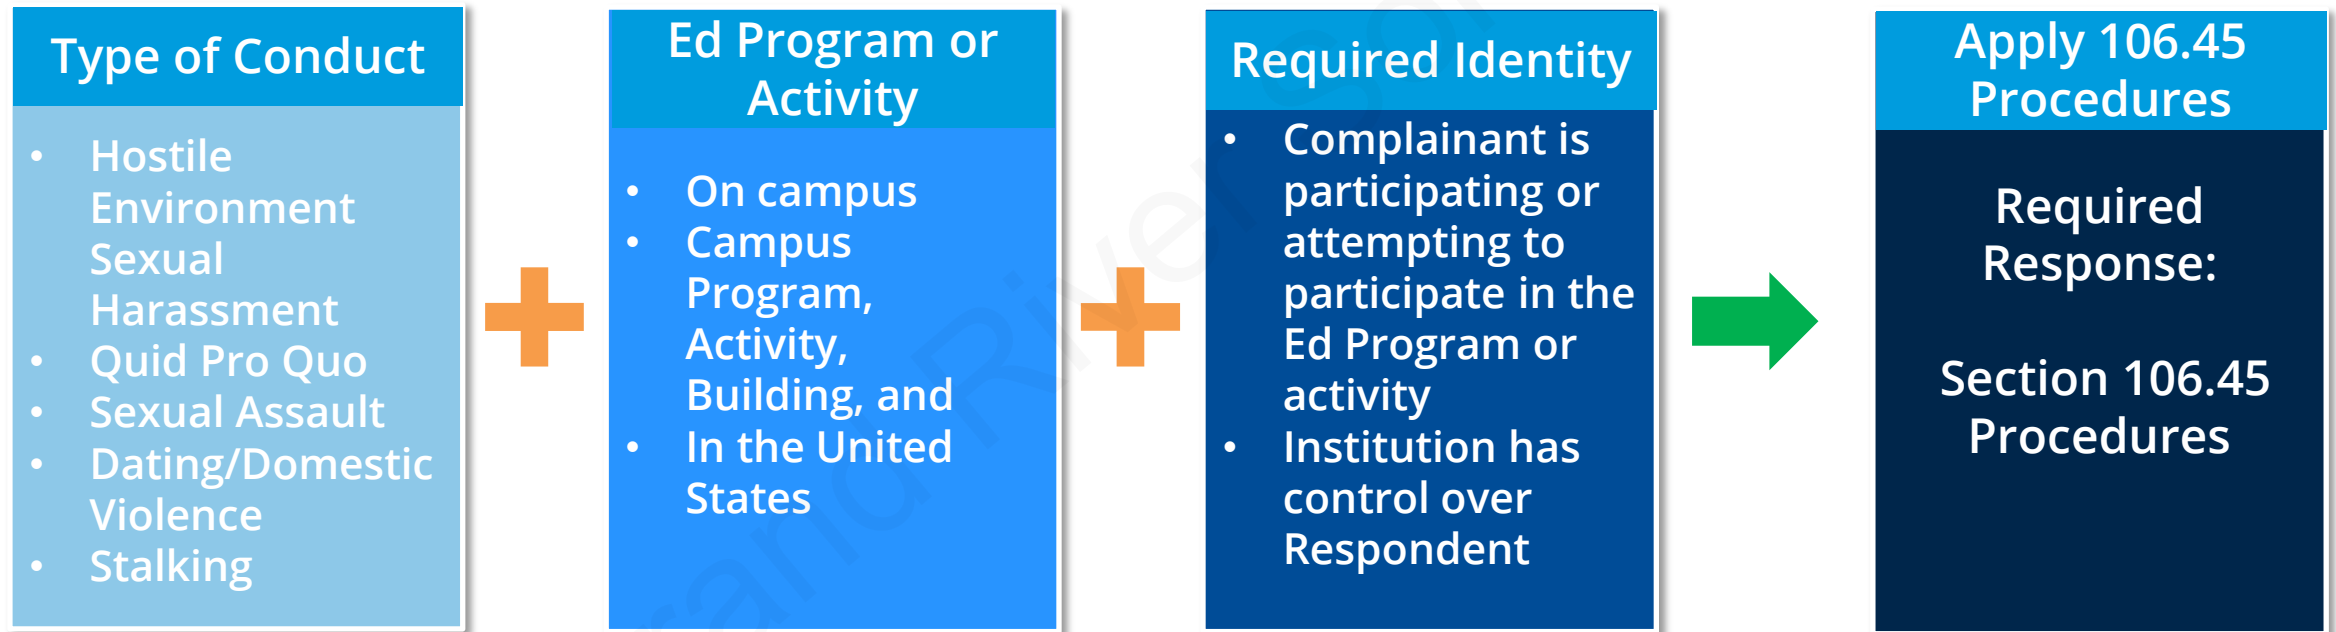 Type of Conduct
• Hostile
Environment
Sexual
Harassment
• Quid Pro Quo
• Sexual Assault
• Dating/Domestic
Violence
• Stalking
Ed Program or
Activity
• On campus
• Campus
Program,
Activity,
Building, and
• In the United
States
Required Identity
• Complainant is
participating or
attempting to
participate in the
Ed Program or
activity
• Institution has
control over
Respondent
Apply 106.45
Procedures
Required
Response:
Section 106.45
Procedures